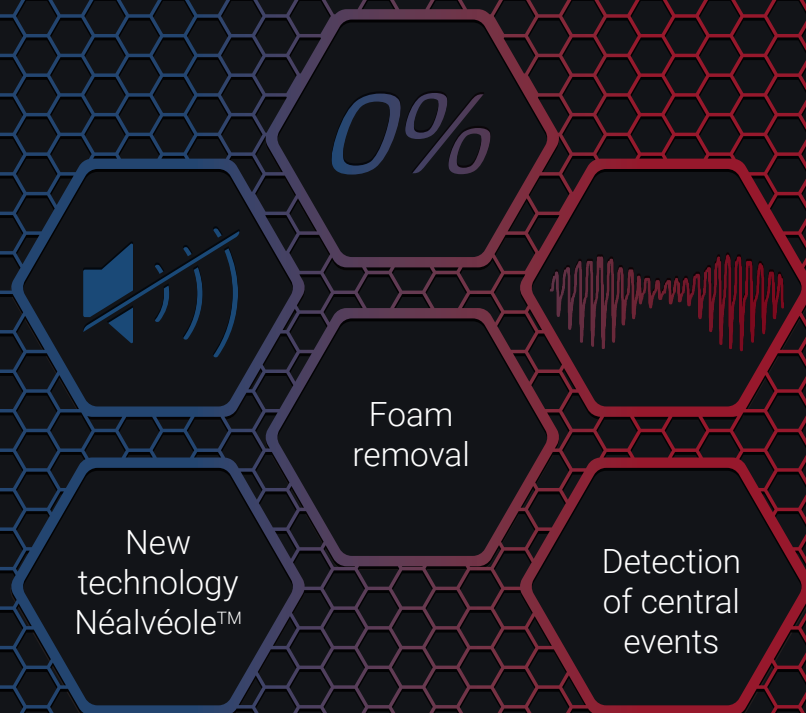 0%
Foam
removal
New
technology
Néalvéole™
Detection
of central
events